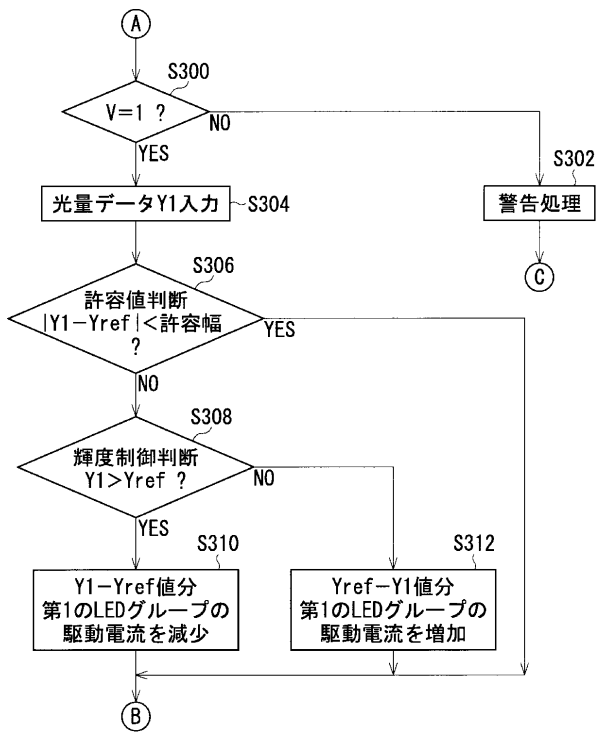 A
S300
V=1 ?
NO
YES
S302
警告処理
C
光量データY1入力
S304
S306
許容値判断
|Y1-Yref|<許容幅
?
YES
NO
S308
輝度制御判断
Y1>Yref ?
NO
YES
S310
Y1-Yref値分
第1のLEDグループの
駆動電流を減少
S312
Yref-Y1値分
第1のLEDグループの
駆動電流を増加
B